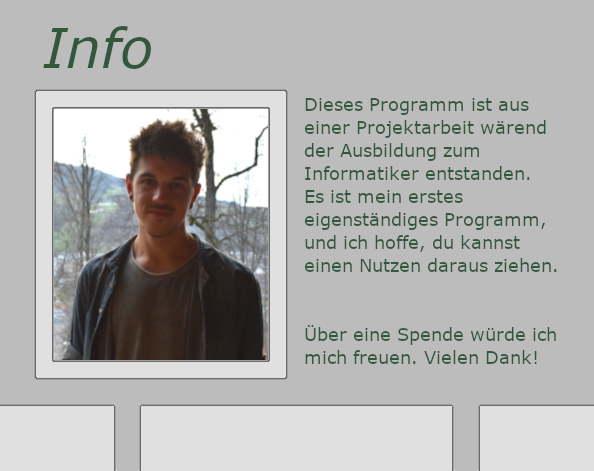 Info
Dieses Programm ist aus
einer Projektarbeit wärend
der Ausbildung zum
Informatiker entstanden.
Es ist mein erstes
eigenständiges Programm,
und ich hoffe, du kannst
einen Nutzen daraus ziehen.
Über eine Spende würde ich
mich freuen. Vielen Dank!